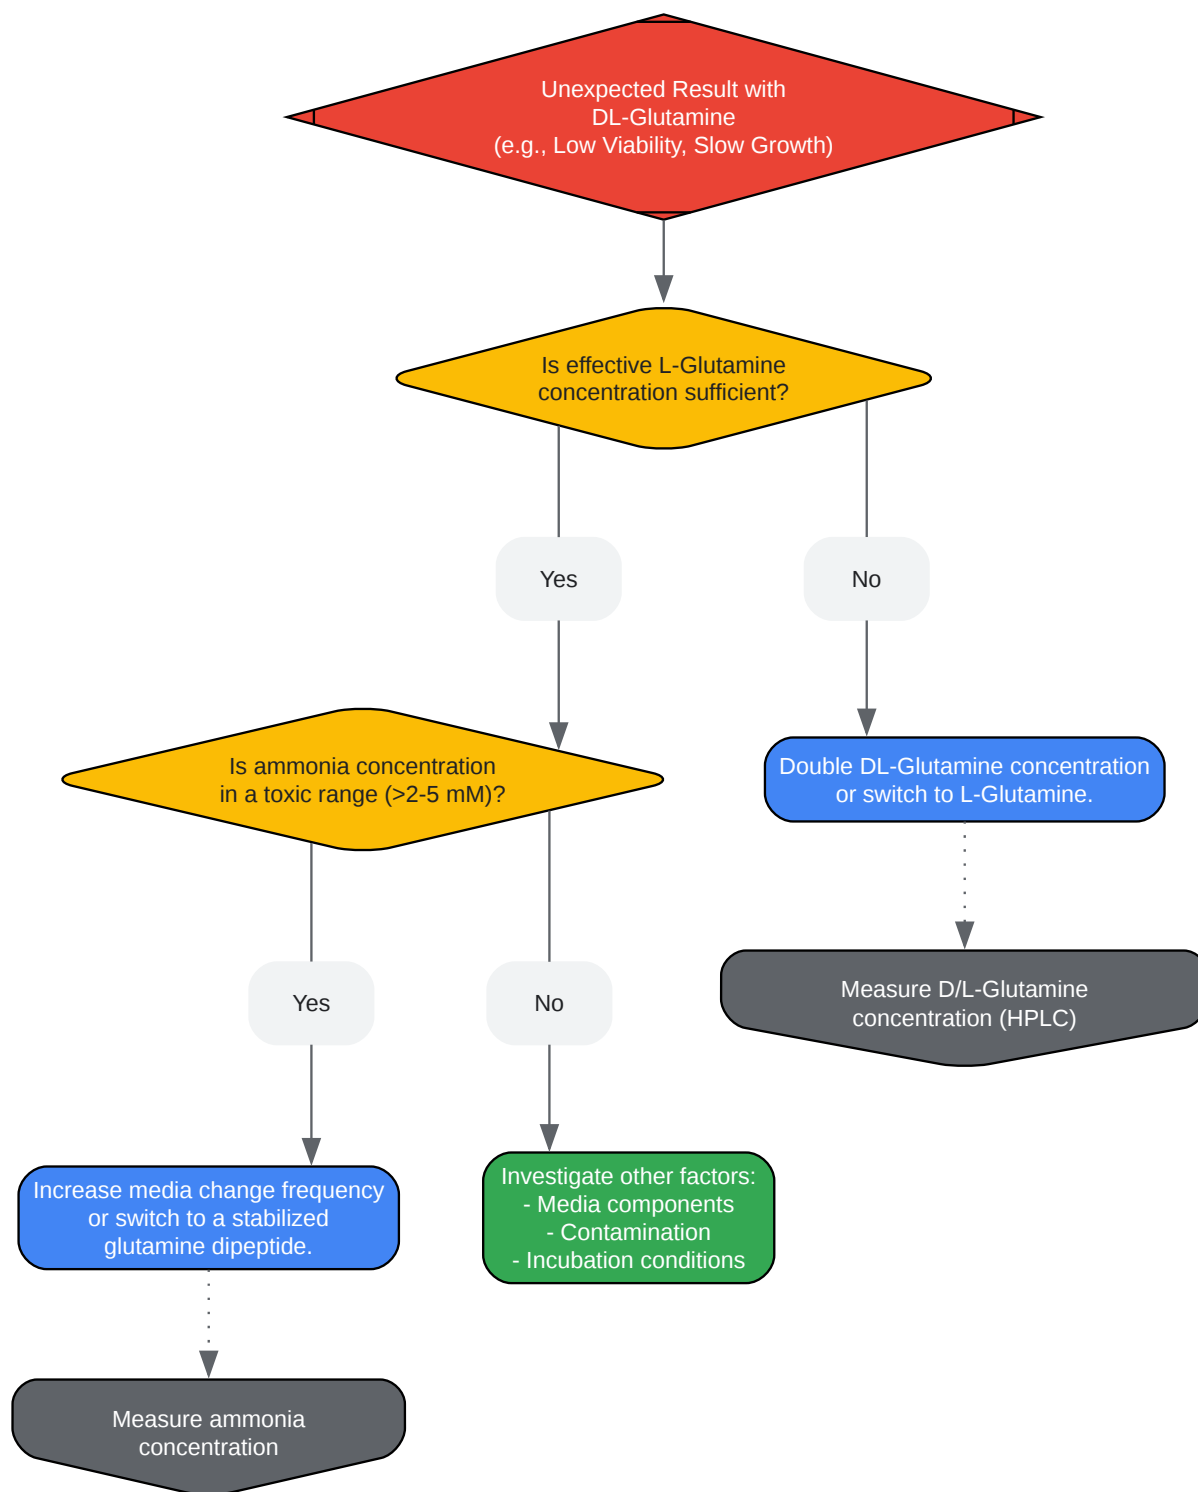 Unexpected Result with
DL-Glutamine
(e.g., Low Viability, Slow Growth)
Is effective L-Glutamine
concentration sufficient?
Yes
No
Is ammonia concentration
in a toxic range (>2-5 mM)?
Double DL-Glutamine concentration
or switch to L-Glutamine.
Yes
No
Measure D/L-Glutamine
concentration (HPLC)
Increase media change frequency
or switch to a stabilized
glutamine dipeptide.
Investigate other factors:
- Media components
- Contamination
- Incubation conditions
Measure ammonia
concentration